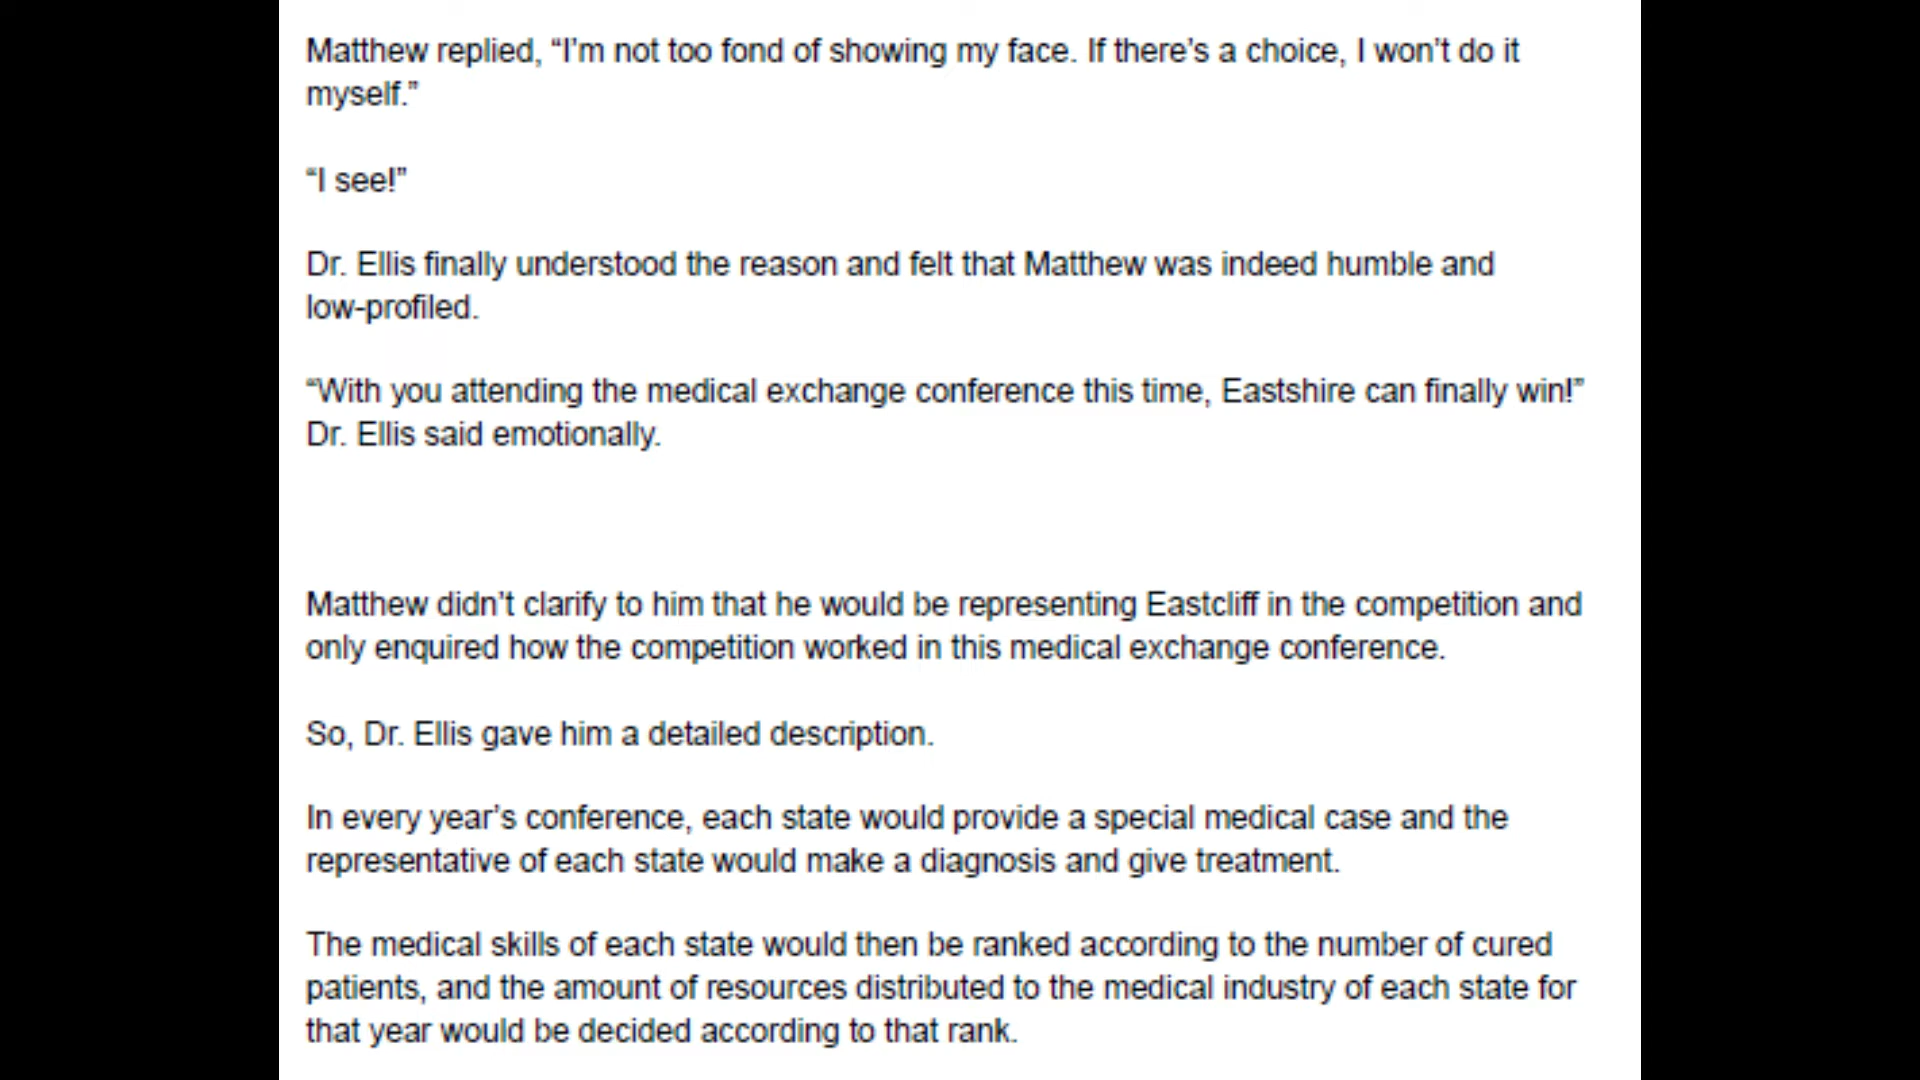 Matthew replied, “I’m not too fond of showing my face. If there’s a choice, I won’t do it
myself.”
“I see!”
Dr. Ellis finally understood the reason and felt that Matthew was indeed humble and
low-profiled.
“With you attending the medical exchange conference this time, Eastshire can finally win!”
Dr. Ellis said emotionally.
Matthew didn’t clarify to him that he would be representing Eastcliff in the competition and
only enquired how the competition worked in this medical exchange conference.
So, Dr. Ellis gave him a detailed description.
In every year’s conference, each state would provide a special medical case and the
representative of each state would make a diagnosis and give treatment.
The medical skills of each state would then be ranked according to the number of cured
patients, and the amount of resources distributed to the medical industry of each state for
that year would be decided according to that rank.